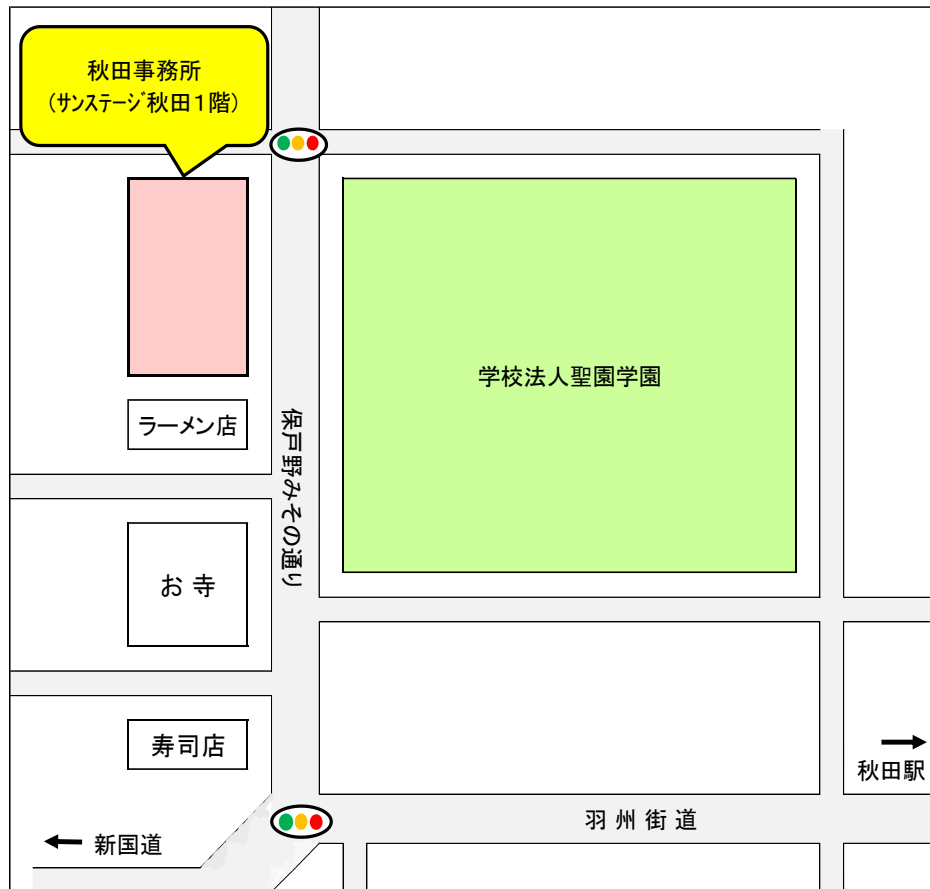 秋田事務所
（サンステージ秋田１階）
学校法人聖園学園
ラーメン店
保戸野みその通り
お 寺
寿司店
秋田駅
羽 州 街 道
新国道